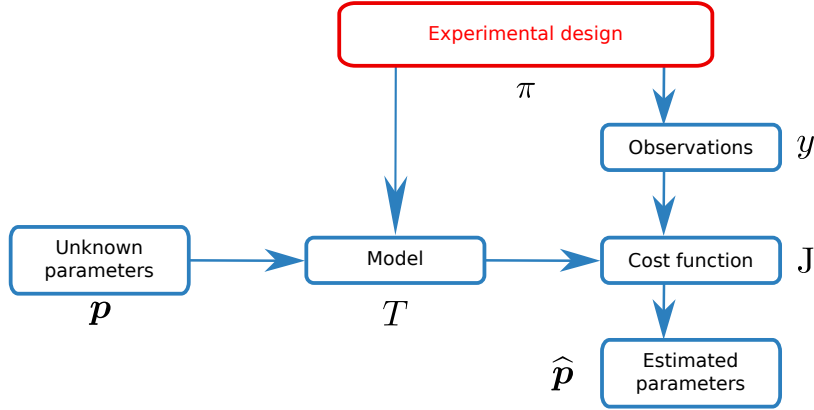 Experimental design
π
Observations
y
Unknown
parameters
p
Model
T
Cost function
J
Estimated
parameters
p̂